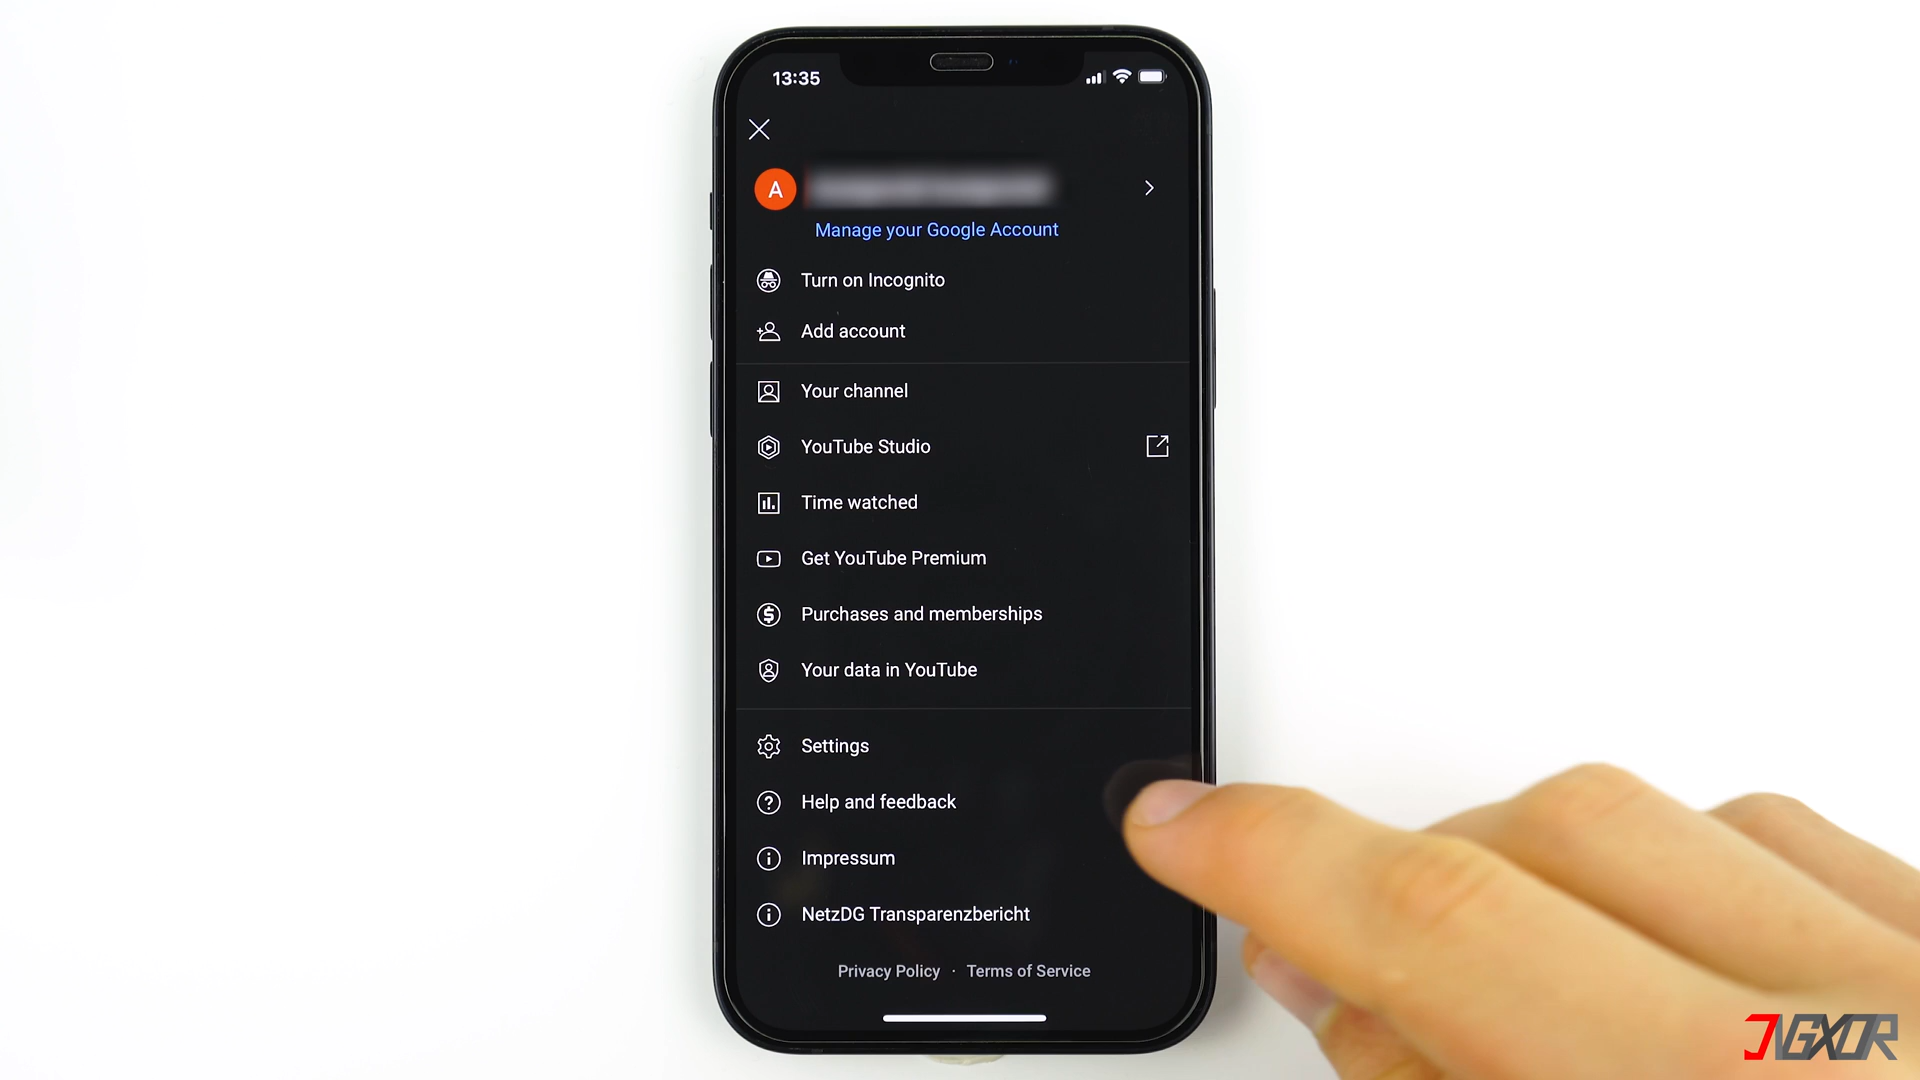 13:35
A
Manage your Google Account
Turn on Incognito
Add account
Your channel
YouTube Studio
Time watched
Get YouTube Premium
Purchases and memberships
Your data in YouTube
Settings
Help and feedback
Impressum
NetzDG Transparenzbericht
Privacy Policy · Terms of Service
JVGXOR